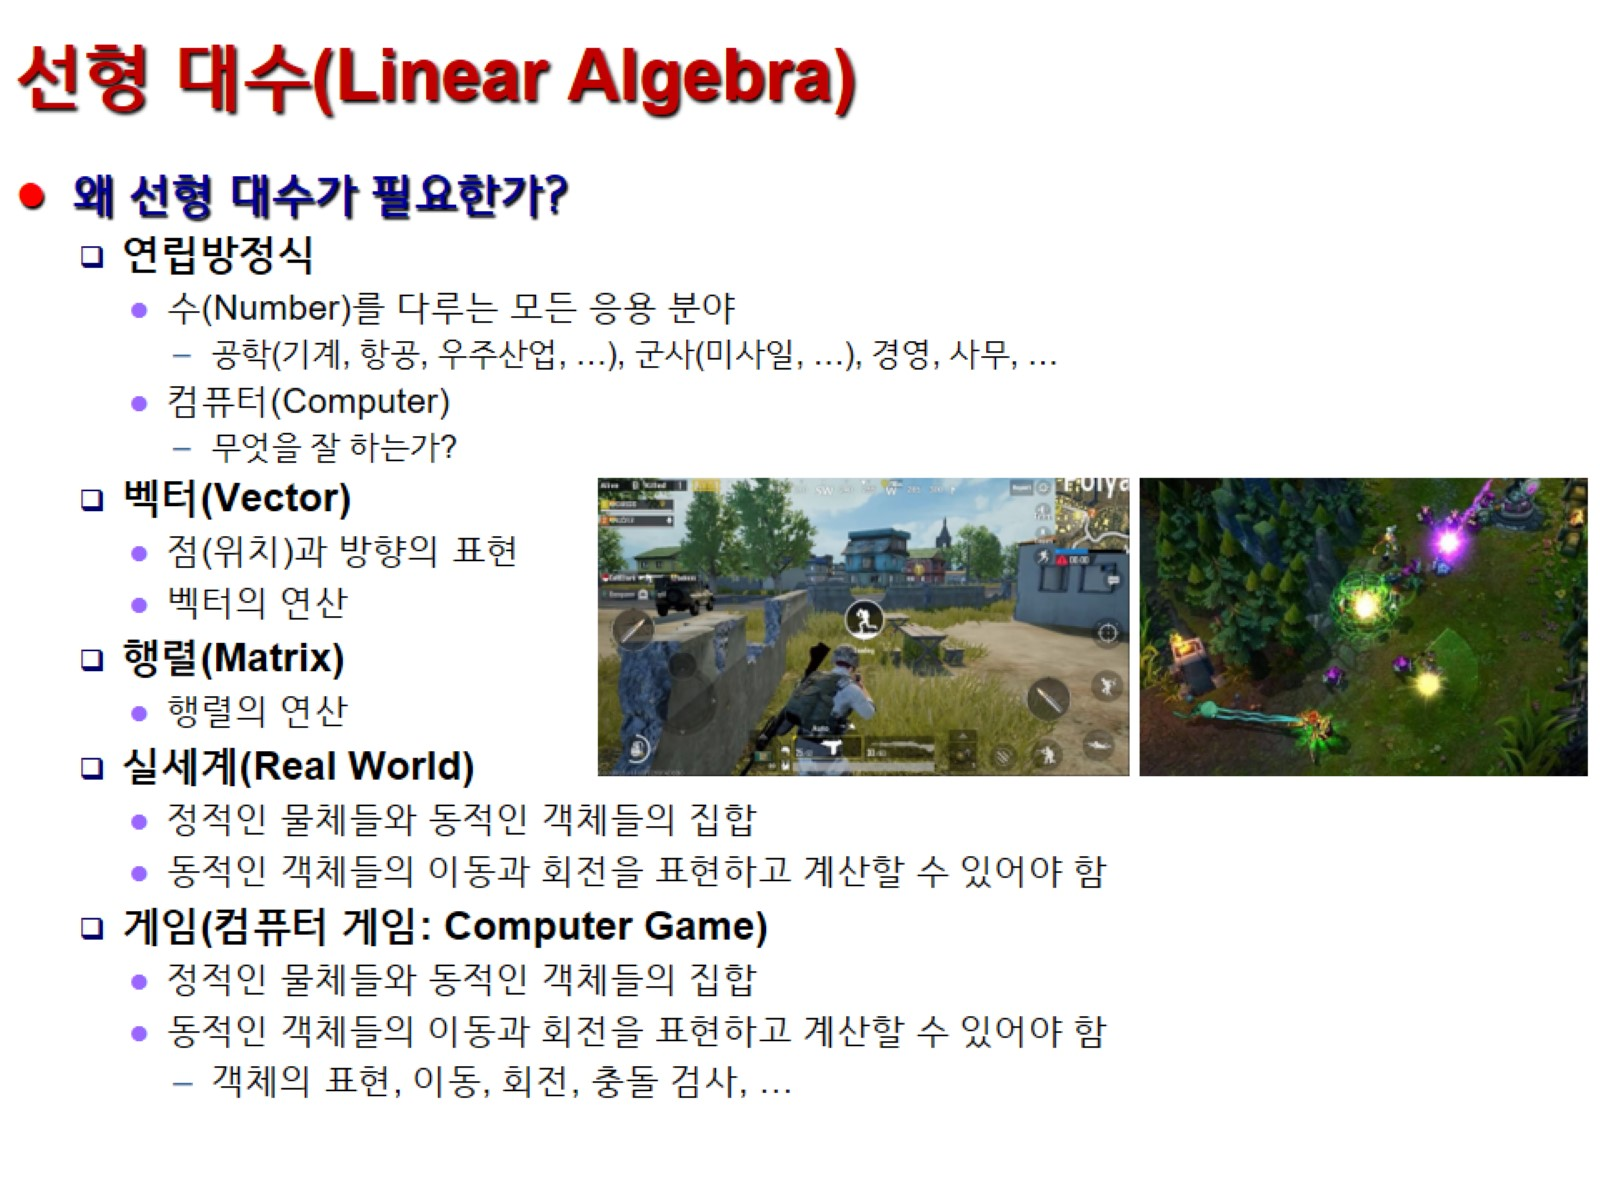 선형 대수(Linear Algebra)
왜 선형 대수가 필요한가?
연립방정식
수(Number)를 다루는 모든 응용 분야
– 공학(기계, 항공, 우주산업, …), 군사(미사일, …), 경영, 사무, …
컴퓨터(Computer)
– 무엇을 잘 하는가?
벡터(Vector)
점(위치)과 방향의 표현
벡터의 연산
행렬(Matrix)
행렬의 연산
실세계(Real World)
정적인 물체들와 동적인 객체들의 집합
동적인 객체들의 이동과 회전을 표현하고 계산할 수 있어야 함
게임(컴퓨터 게임: Computer Game)
정적인 물체들와 동적인 객체들의 집합
동적인 객체들의 이동과 회전을 표현하고 계산할 수 있어야 함
– 객체의 표현, 이동, 회전, 충돌 검사, …